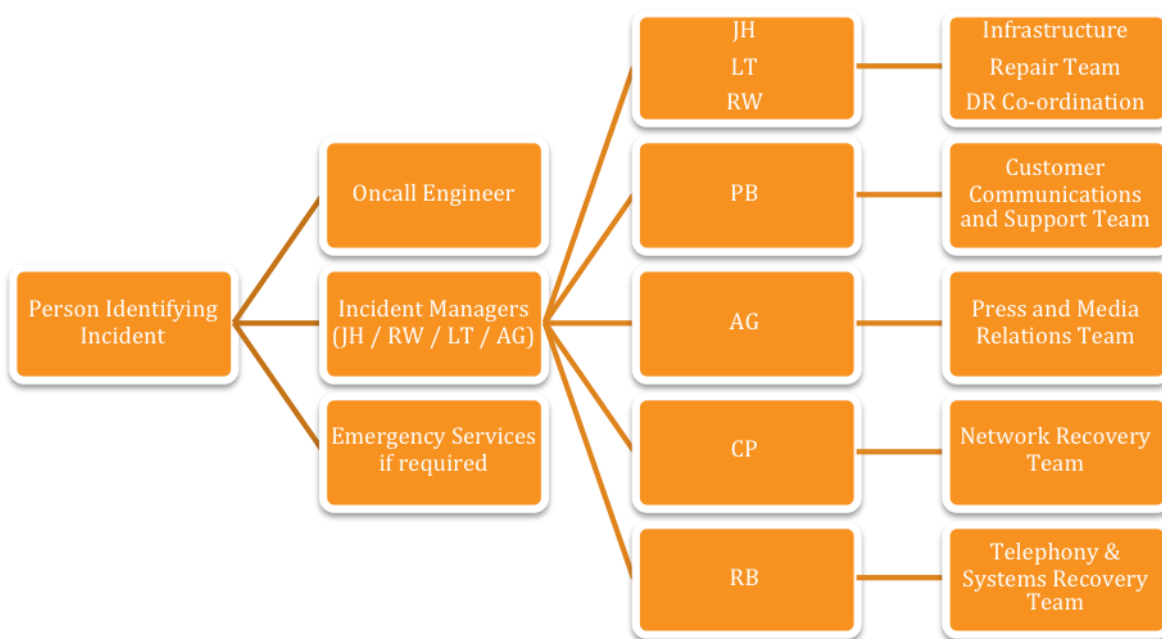 Person Identifying
Incident
Oncall Engineer
Incident Managers
(JH / RW / LT / AG)
Emergency Services
if required
JH
LT
RW
PB
AG
CP
RB
Infrastructure
Repair Team
DR Co-ordination
Customer
Communications
and Support Team
Press and Media
Relations Team
Network Recovery
Team
Telephony &
Systems Recovery
Team